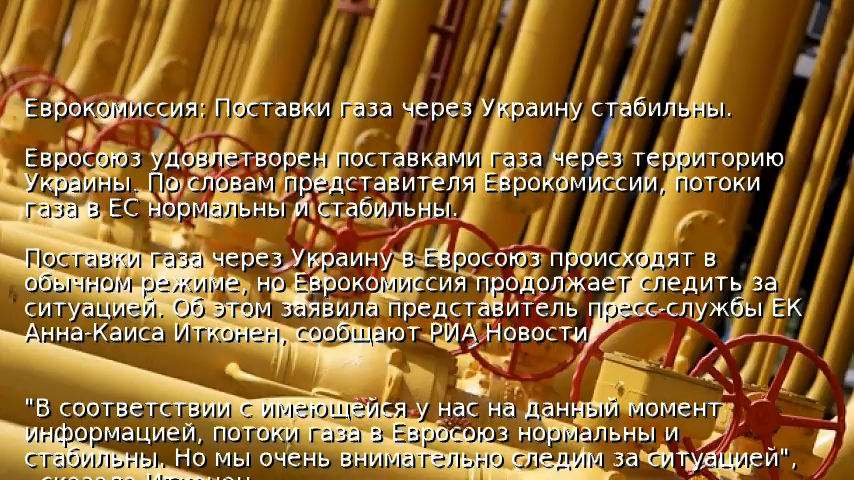 Еврокомиссия: Поставки газа через Украину стабильны.
Евросоюз удовлетворен поставками газа через территорию
Украины. По словам представителя Еврокомиссии, потоки
газа в ЕС нормальны и стабильны.
Поставки газа через Украину в Евросоюз происходят в
обычном режиме, но Еврокомиссия продолжает следить за
ситуацией. Об этом заявила представитель пресс-службы ЕК
Анна-Каиса Итконен, сообщают РИА Новости
"В соответствии с имеющейся у нас на данный момент
информацией, потоки газа в Евросоюз нормальны и
стабильны. Но мы очень внимательно следим за ситуацией",
- сказала Итконен